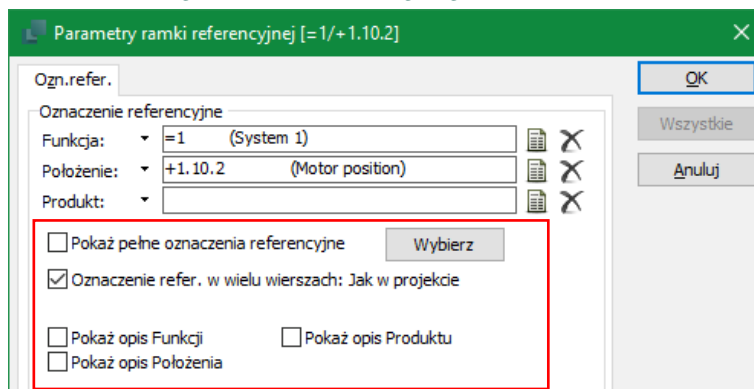 Parametry ramki referencyjnej [=1/+1.10.2]
Ozn.refer.
OK
Oznaczenie referencyjne
Wszystkie
Funkcja: =1 (System 1)
Położenie: +1.10.2 (Motor position)
Anuluj
Produkt:
Pokaż pełne oznaczenia referencyjne Wybierz
Oznaczenie refer. w wielu wierszach: Jak w projekcie
Pokaż opis Funkcji Pokaż opis Produktu
Pokaż opis Położenia